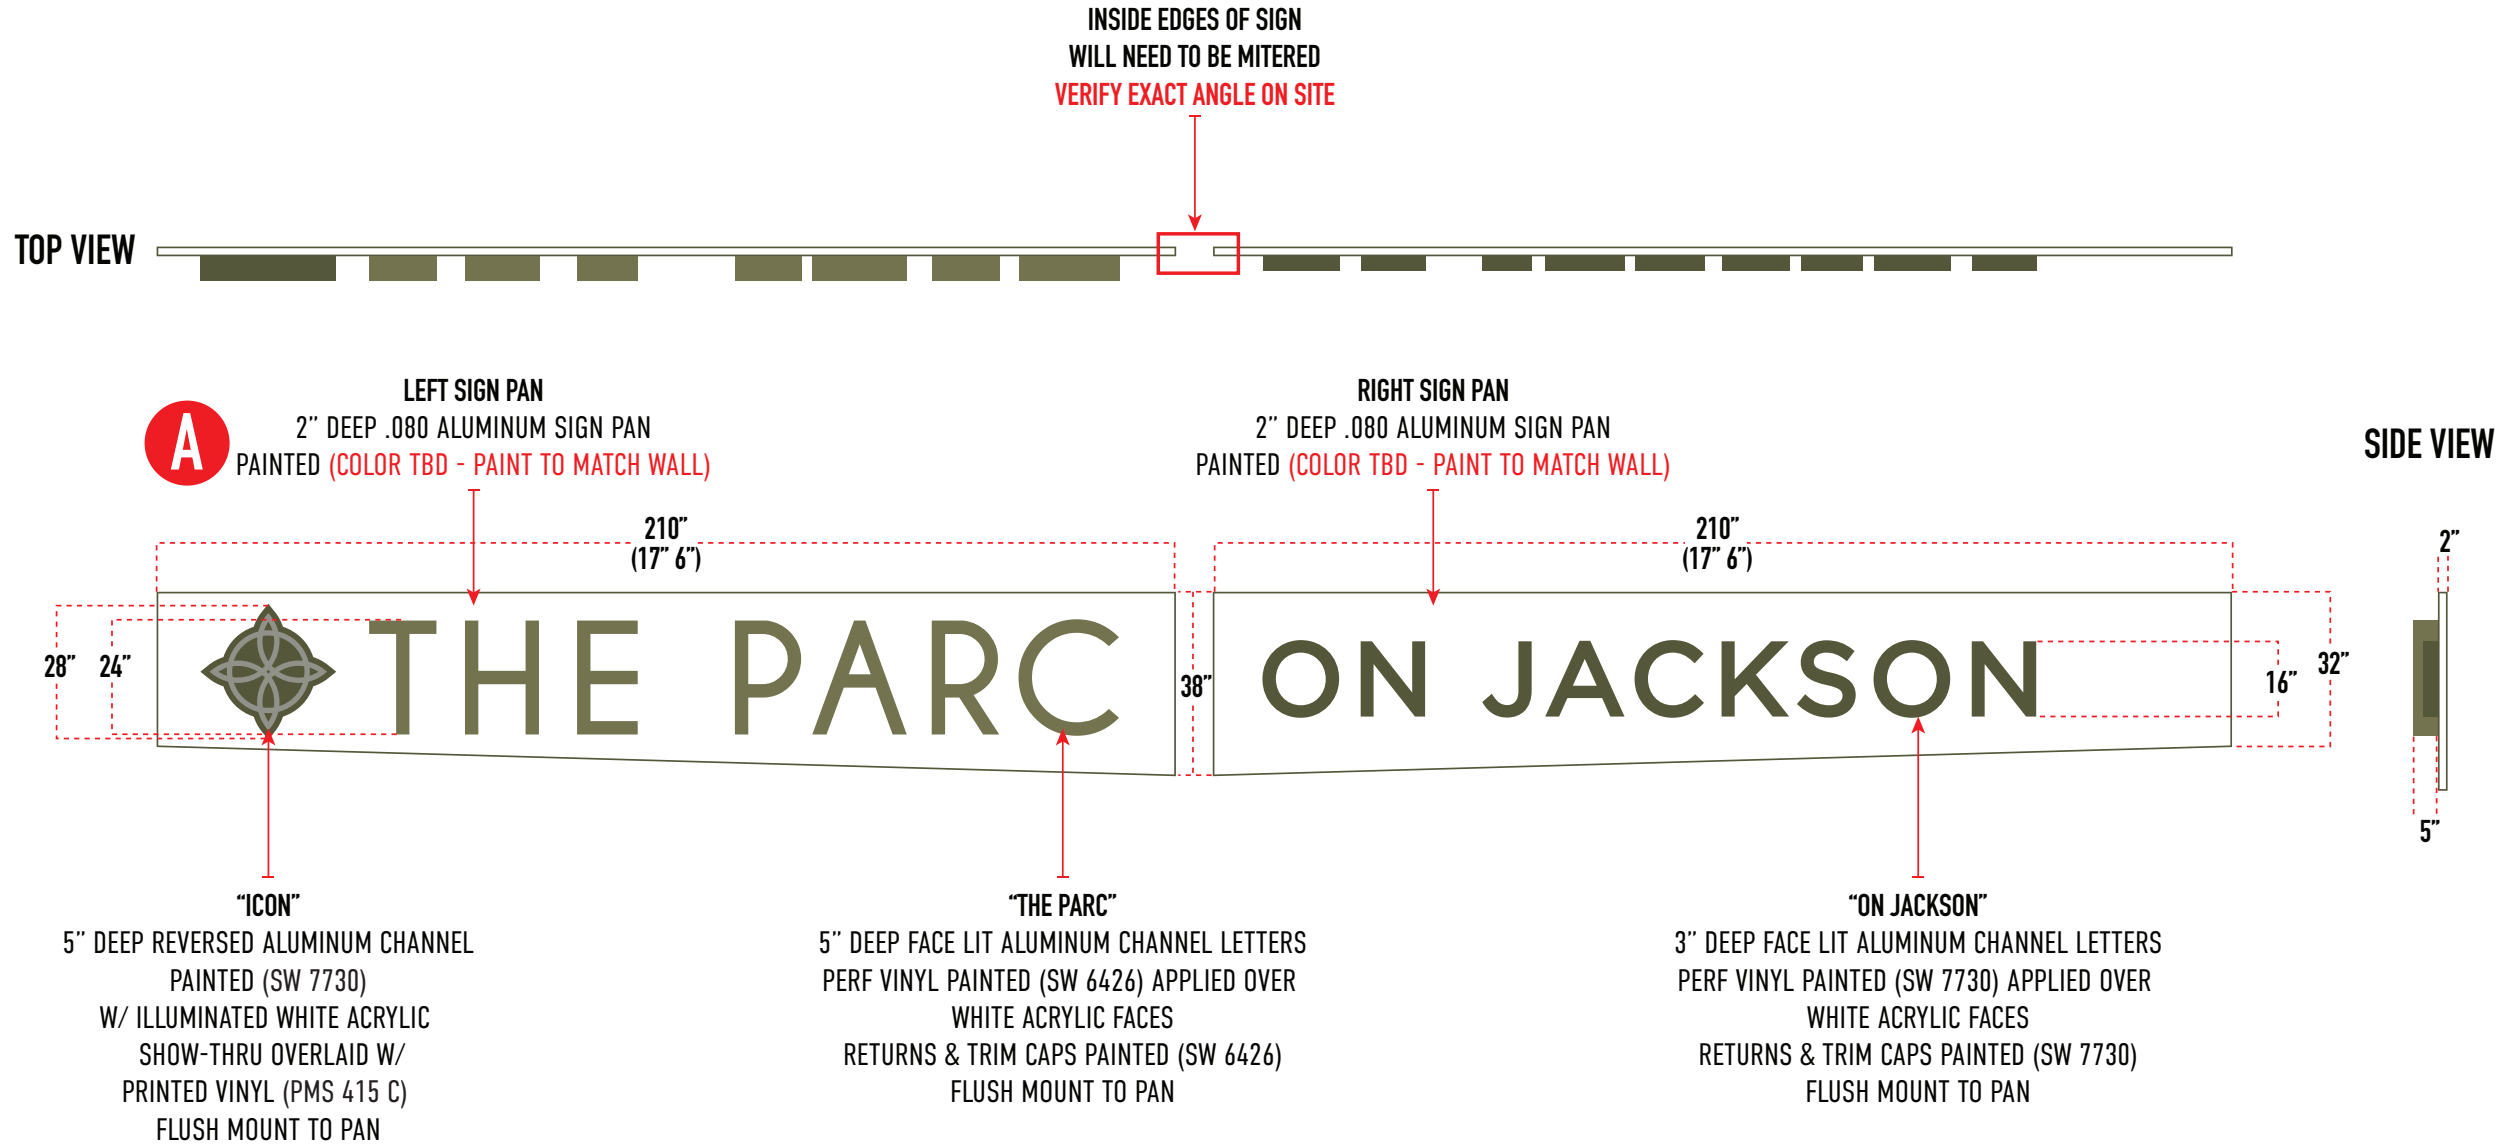 INSIDE EDGES OF SIGN
WILL NEED TO BE MITERED
VERIFY EXACT ANGLE ON SITE
TOP VIEW
A
LEFT SIGN PAN
2” DEEP .080 ALUMINUM SIGN PAN
PAINTED (COLOR TBD - PAINT TO MATCH WALL)
RIGHT SIGN PAN
2” DEEP .080 ALUMINUM SIGN PAN
PAINTED (COLOR TBD - PAINT TO MATCH WALL)
SIDE VIEW
210”
(17” 6”)
210”
(17” 6”)
2”
28”
24”
THE PARC
38”
ON JACKSON
16”
32”
5”
“ICON”
5” DEEP REVERSED ALUMINUM CHANNEL
PAINTED (SW 7730)
W/ ILLUMINATED WHITE ACRYLIC
SHOW-THRU OVERLAID W/
PRINTED VINYL (PMS 415 C)
FLUSH MOUNT TO PAN
“THE PARC”
5” DEEP FACE LIT ALUMINUM CHANNEL LETTERS
PERF VINYL PAINTED (SW 6426) APPLIED OVER
WHITE ACRYLIC FACES
RETURNS & TRIM CAPS PAINTED (SW 6426)
FLUSH MOUNT TO PAN
“ON JACKSON”
3” DEEP FACE LIT ALUMINUM CHANNEL LETTERS
PERF VINYL PAINTED (SW 7730) APPLIED OVER
WHITE ACRYLIC FACES
RETURNS & TRIM CAPS PAINTED (SW 7730)
FLUSH MOUNT TO PAN